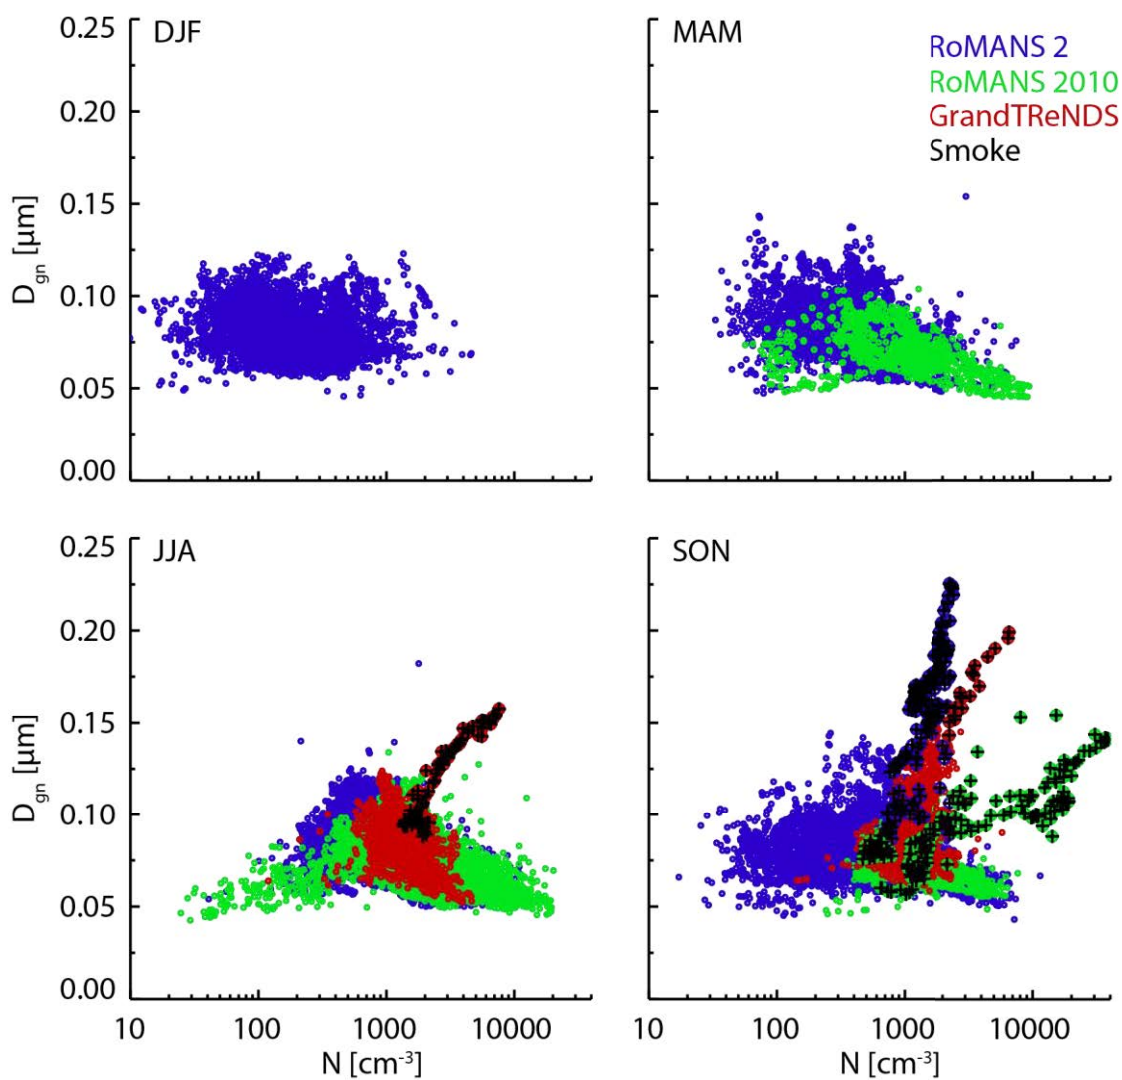 DJF
MAM
RoMANS 2
RoMANS 2010
GrandTReNDS
Smoke
0.25
0.20
0.15
0.10
0.05
0.00
D_gn [µm]
JJA
SON
0.25
0.20
0.15
0.10
0.05
0.00
D_gn [µm]
10 100 1000 10000
10 100 1000 10000
N [cm⁻³]
N [cm⁻³]